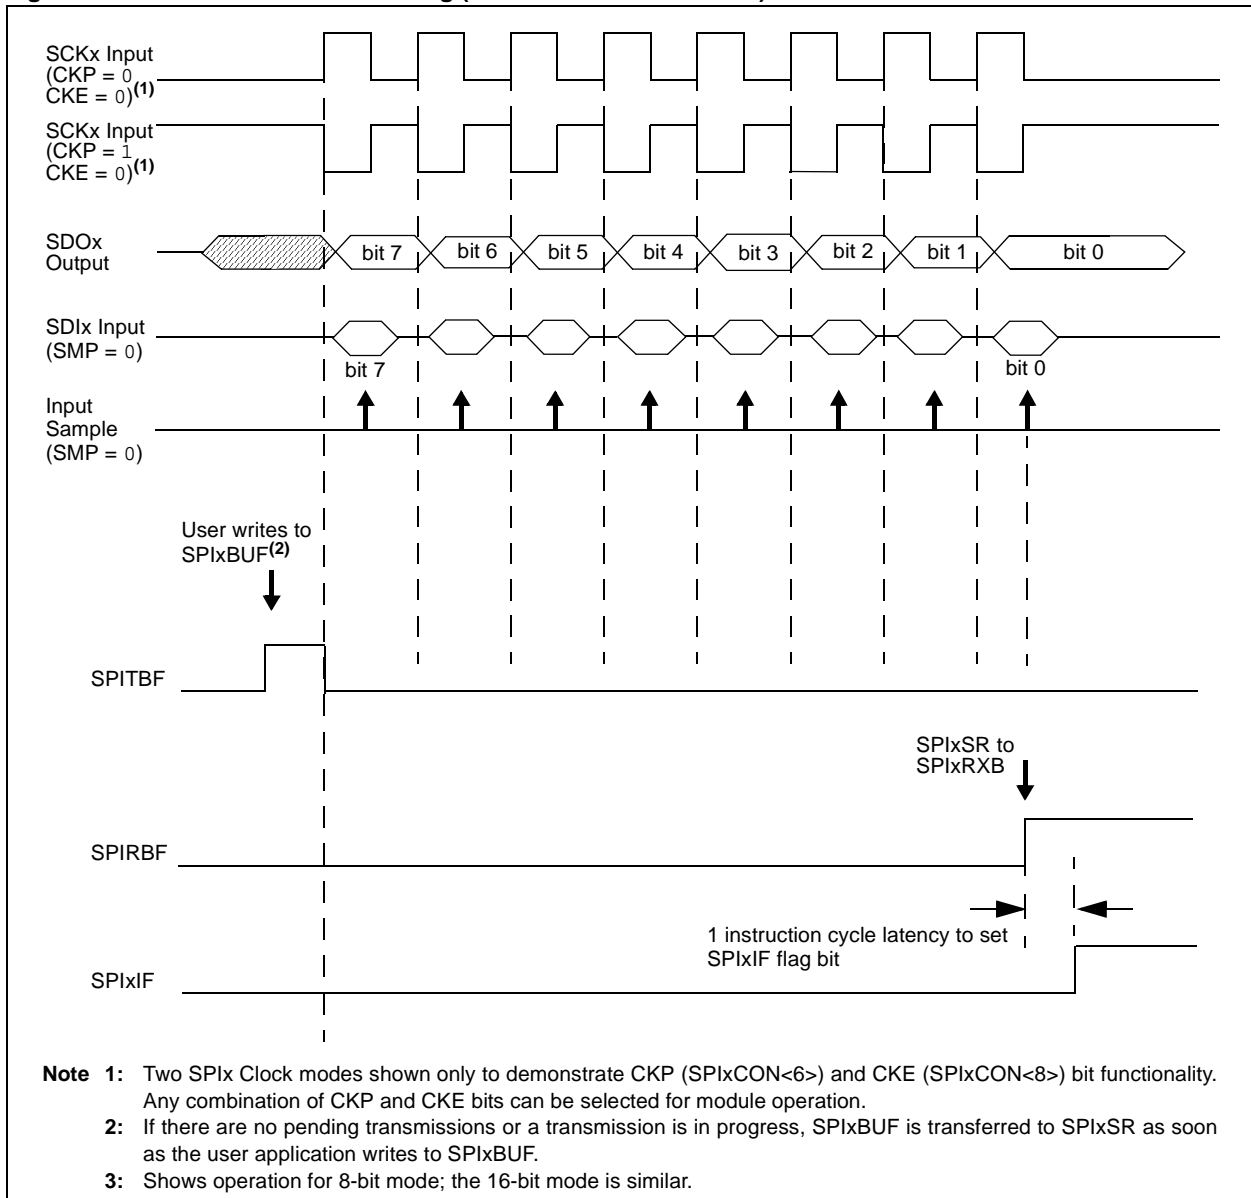 SCKx Input
(CKP = 0
CKE = 0)(1)
SCKx Input
(CKP = 1
CKE = 0)(1)
SDOx
Output
bit 7
bit 6
bit 5
bit 4
bit 3
bit 2
bit 1
bit 0
SDIx Input
(SMP = 0)
bit 7
bit 0
Input
Sample
(SMP = 0)
User writes to
SPIxBUF(2)
SPITBF
SPIxSR to
SPIxRXB
SPIRBF
1 instruction cycle latency to set
SPIxIF flag bit
SPIxIF
Note 1: Two SPIx Clock modes shown only to demonstrate CKP (SPIxCON<6>) and CKE (SPIxCON<8>) bit functionality.
Any combination of CKP and CKE bits can be selected for module operation.
2: If there are no pending transmissions or a transmission is in progress, SPIxBUF is transferred to SPIxSR as soon
as the user application writes to SPIxBUF.
3: Shows operation for 8-bit mode; the 16-bit mode is similar.